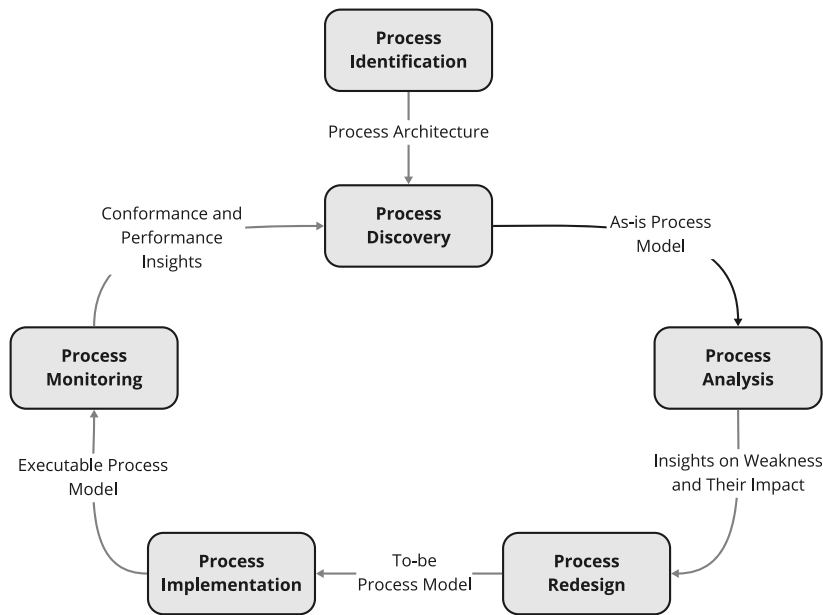 Process
Identification
Process Architecture
Process
Discovery
As-is Process
Model
Process
Analysis
Insights on Weakness
and Their Impact
Process
Redesign
To-be
Process Model
Process
Implementation
Executable Process
Model
Process
Monitoring
Conformance and
Performance
Insights